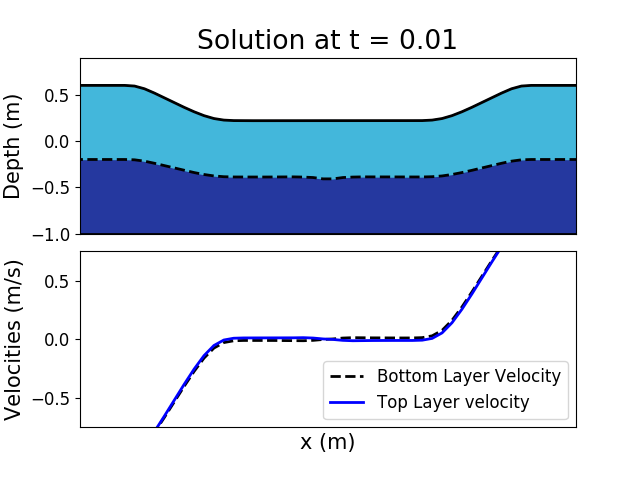 Solution at t = 0.01
Depth (m)
0.5
0.0
−0.5
−1.0
Velocities (m/s)
0.5
0.0
−0.5
Bottom Layer Velocity
Top Layer velocity
x (m)